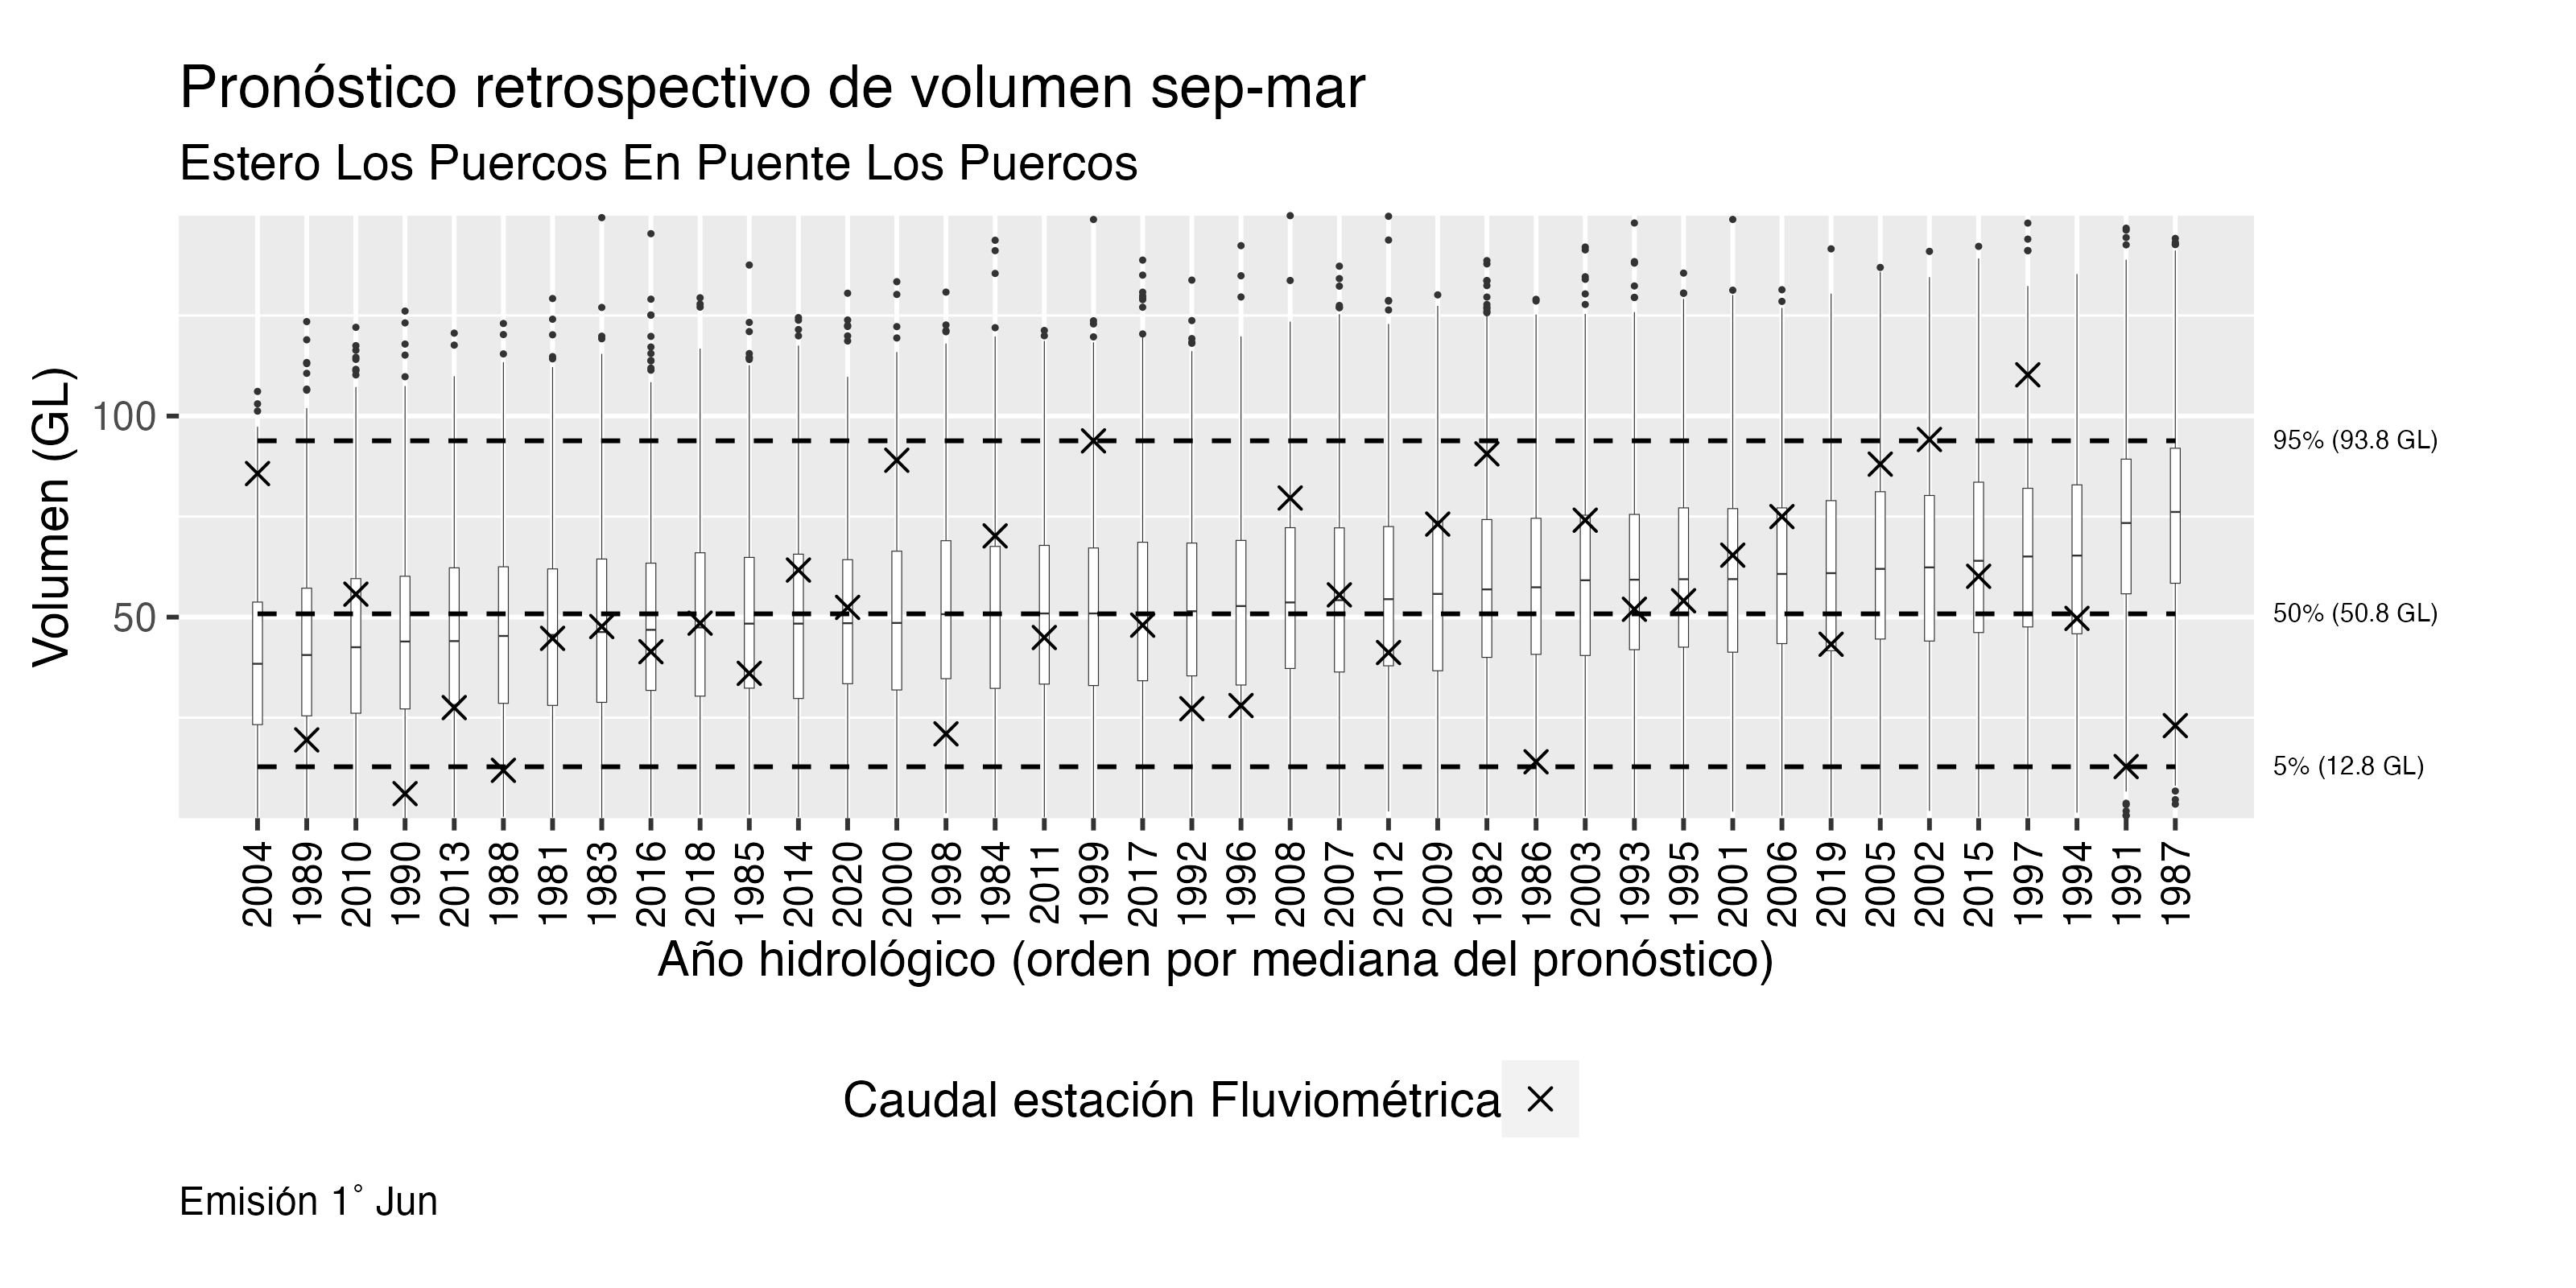 Pronóstico retrospectivo de volumen sep-mar
Estero Los Puercos En Puente Los Puercos
Volumen (GL)
100
50
95% (93.8 GL)
50% (50.8 GL)
5% (12.8 GL)
2004 1989 2010 1990 2013 1988 1981 1983 2016 2018 1985 2014 2020 2000 1998 1984 2011 1999 2017 1992 1996 2008 2007 2012 2009 1982 1986 2003 1993 1995 2001 2006 2019 2005 2002 2015 1997 1994 1991 1987
Año hidrológico (orden por mediana del pronóstico)
Caudal estación Fluviométrica
Emisión 1° Jun